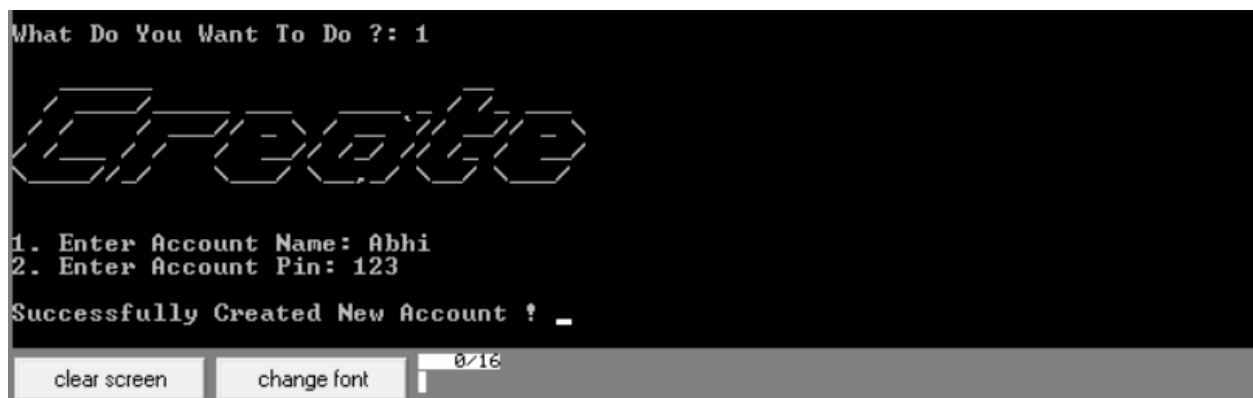 What Do You Want To Do ?: 1
Create
1. Enter Account Name: Abhi
2. Enter Account Pin: 123
Successfully Created New Account ! _
clear screen
change font
0/16